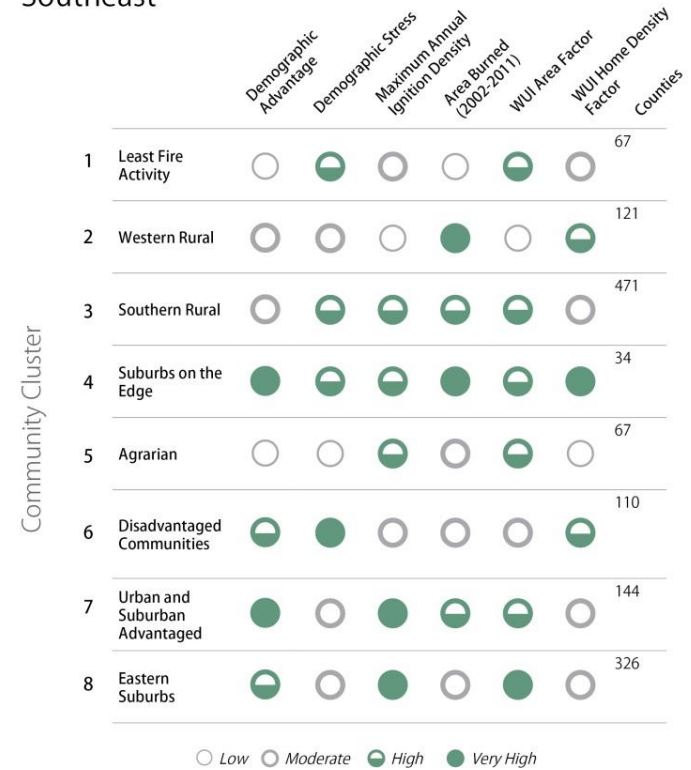 Southeast
Demographic
Advantage
Demographic Stress
Maximum Annual
Ignition Density
Area Burned
(2002-2011)
WUI Area Factor
WUI Home Density
Factor
Counties
Community Cluster
1
Least Fire
Activity
67
2
Western Rural
121
3
Southern Rural
471
4
Suburbs on the
Edge
34
5
Agrarian
67
6
Disadvantaged
Communities
110
7
Urban and
Suburban
Advantaged
144
8
Eastern
Suburbs
326
Low
Moderate
High
Very High